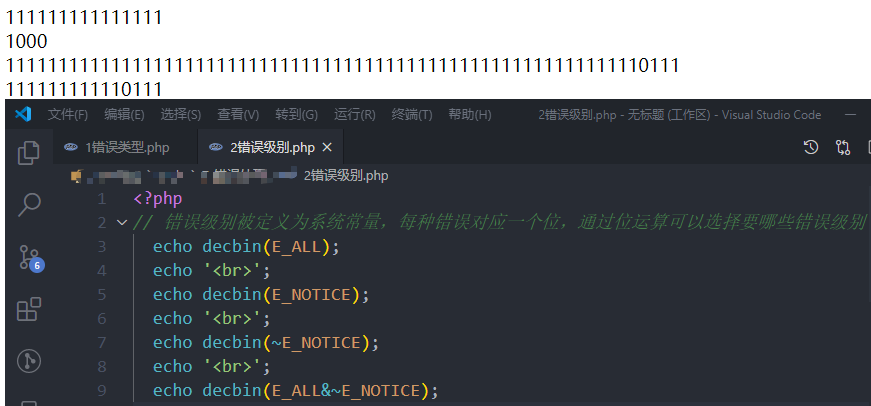 111111111111111
1000
1111111111111111111111111111111111111111111111111111111111110111
111111111110111
文件(F) 编辑(E) 选择(S) 查看(V) 转到(G) 运行(R) 终端(T) 帮助(H) 2错误级别.php - 无标题 (工作区) - Visual Studio Code
1错误类型.php 2错误级别.php
2错误级别.php
1 <?php
2 // 错误级别被定义为系统常量，每种错误对应一个位，通过位运算可以选择要哪些错误级别
3 echo decbin(E_ALL);
4 echo '<br>';
5 echo decbin(E_NOTICE);
6 echo '<br>';
7 echo decbin(~E_NOTICE);
8 echo '<br>';
9 echo decbin(E_ALL&~E_NOTICE);
6